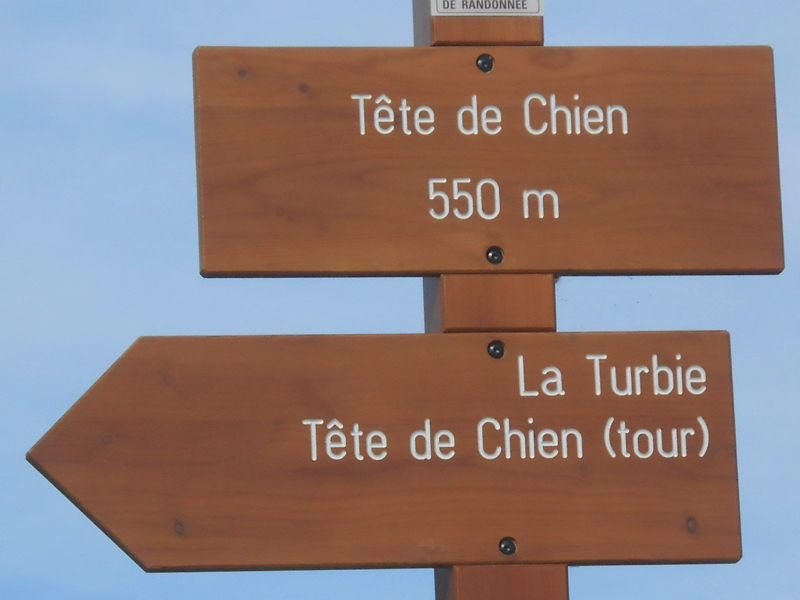 DE RANDONNÉE
Tête de Chien
550 m
La Turbie
Tête de Chien (tour)